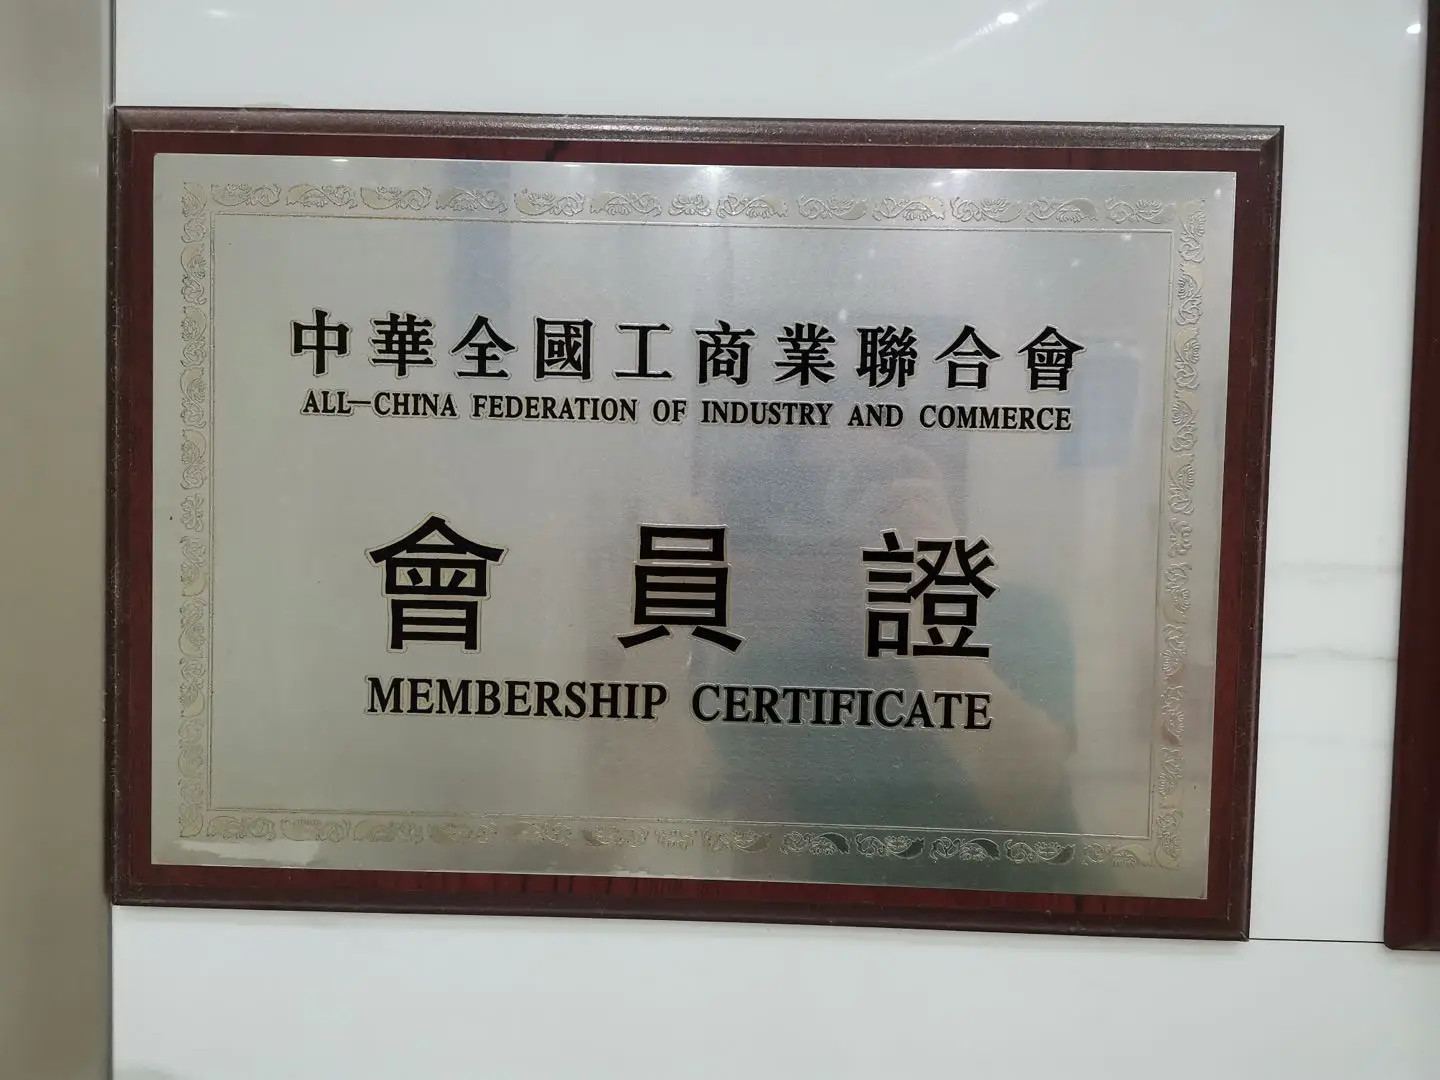 中華全國工商業聯合會
ALL—CHINA FEDERATION OF INDUSTRY AND COMMERCE
會員證
MEMBERSHIP CERTIFICATE